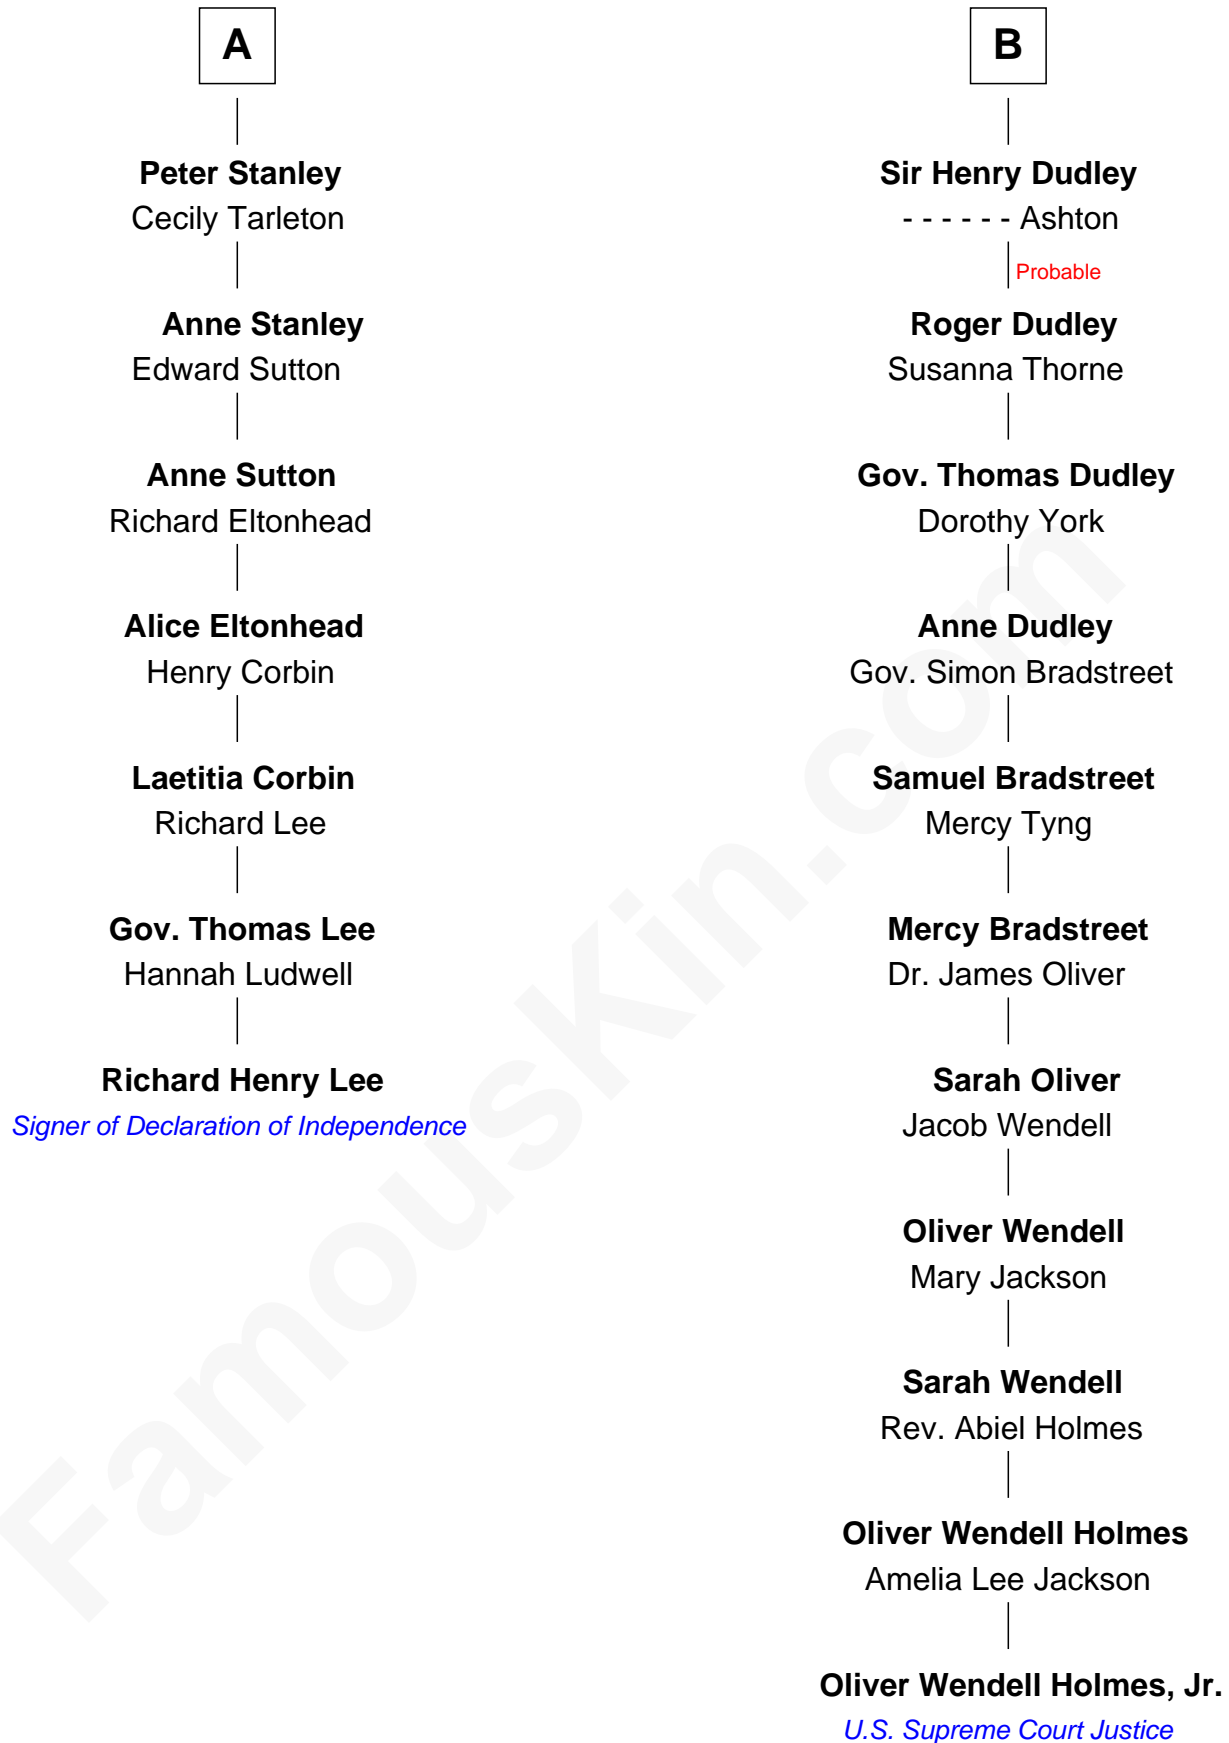 A
Peter Stanley
Cecily Tarleton
Anne Stanley
Edward Sutton
Anne Sutton
Richard Eltonhead
Alice Eltonhead
Henry Corbin
Laetitia Corbin
Richard Lee
Gov. Thomas Lee
Hannah Ludwell
Richard Henry Lee
Signer of Declaration of Independence
B
Sir Henry Dudley
- - - - - - Ashton
Probable
Roger Dudley
Susanna Thorne
Gov. Thomas Dudley
Dorothy York
Anne Dudley
Gov. Simon Bradstreet
Samuel Bradstreet
Mercy Tyng
Mercy Bradstreet
Dr. James Oliver
Sarah Oliver
Jacob Wendell
Oliver Wendell
Mary Jackson
Sarah Wendell
Rev. Abiel Holmes
Oliver Wendell Holmes
Amelia Lee Jackson
Oliver Wendell Holmes, Jr.
U.S. Supreme Court Justice
FamousKin.com